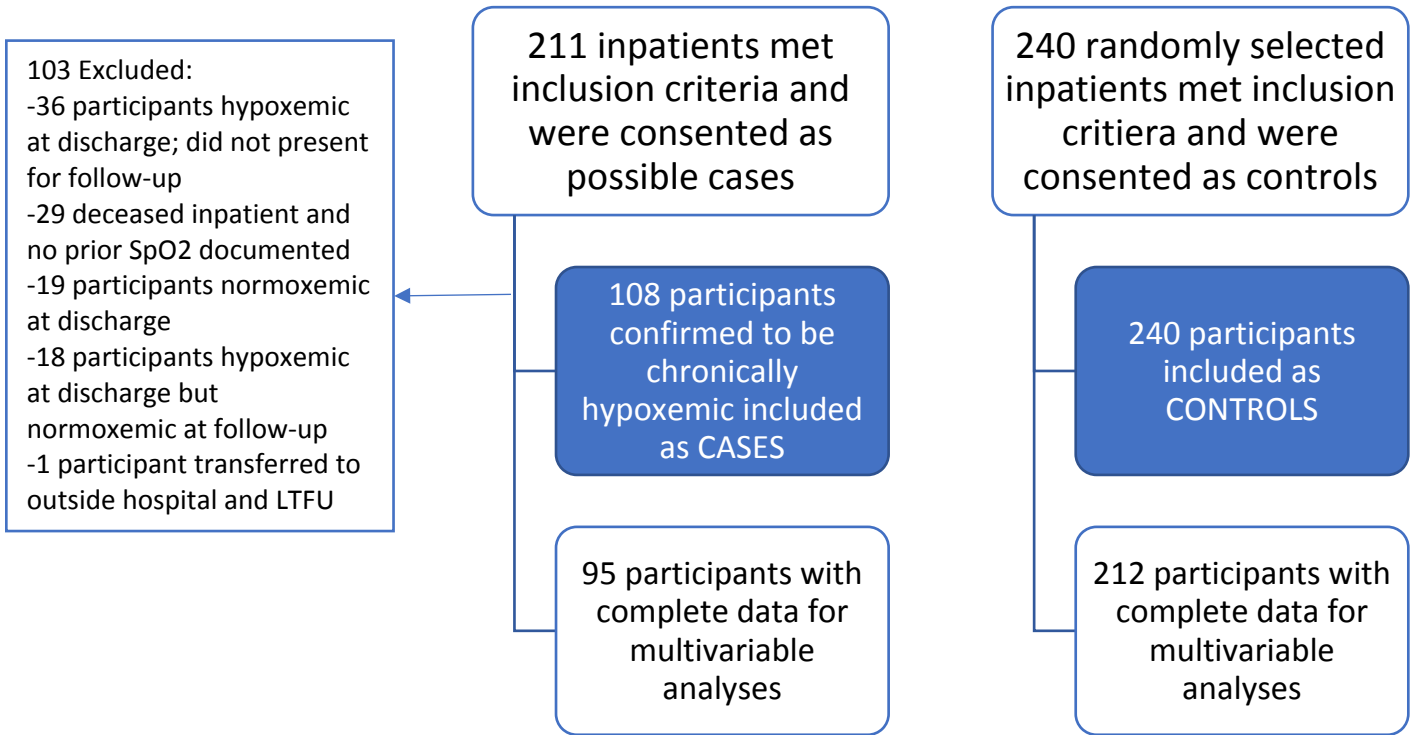 103 Excluded:
-36 participants hypoxemic
at discharge; did not present
for follow-up
-29 deceased inpatient and
no prior SpO2 documented
-19 participants normoxemic
at discharge
-18 participants hypoxemic
at discharge but
normoxemic at follow-up
-1 participant transferred to
outside hospital and LTFU
211 inpatients met
inclusion criteria and
were consented as
possible cases
108 participants
confirmed to be
chronically
hypoxemic included
as CASES
95 participants with
complete data for
multivariable
analyses
240 randomly selected
inpatients met inclusion
critiera and were
consented as controls
240 participants
included as
CONTROLS
212 participants with
complete data for
multivariable
analyses